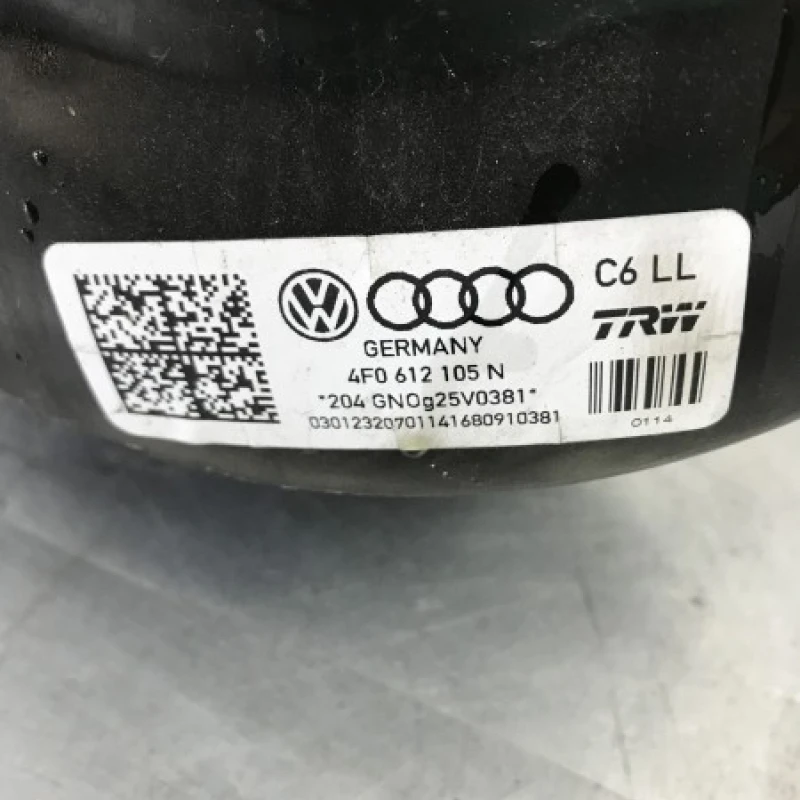 C6 LL
TRW
GERMANY
4F0 612 105 N
*204 GNOg25V0381*
03012320701141680910381
0114